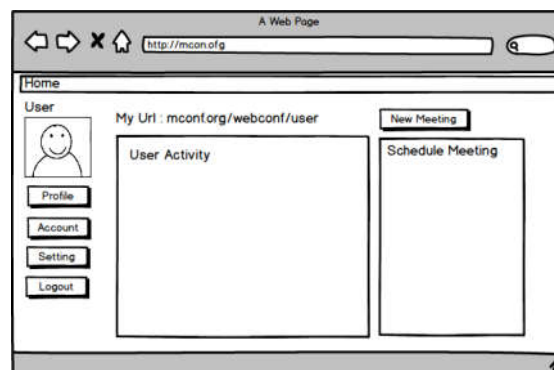 A Web Page
http://mcon.ofg
Home
User
My Url : mconf.org/webconf/user
New Meeting
User Activity
Schedule Meeting
Profile
Account
Setting
Logout